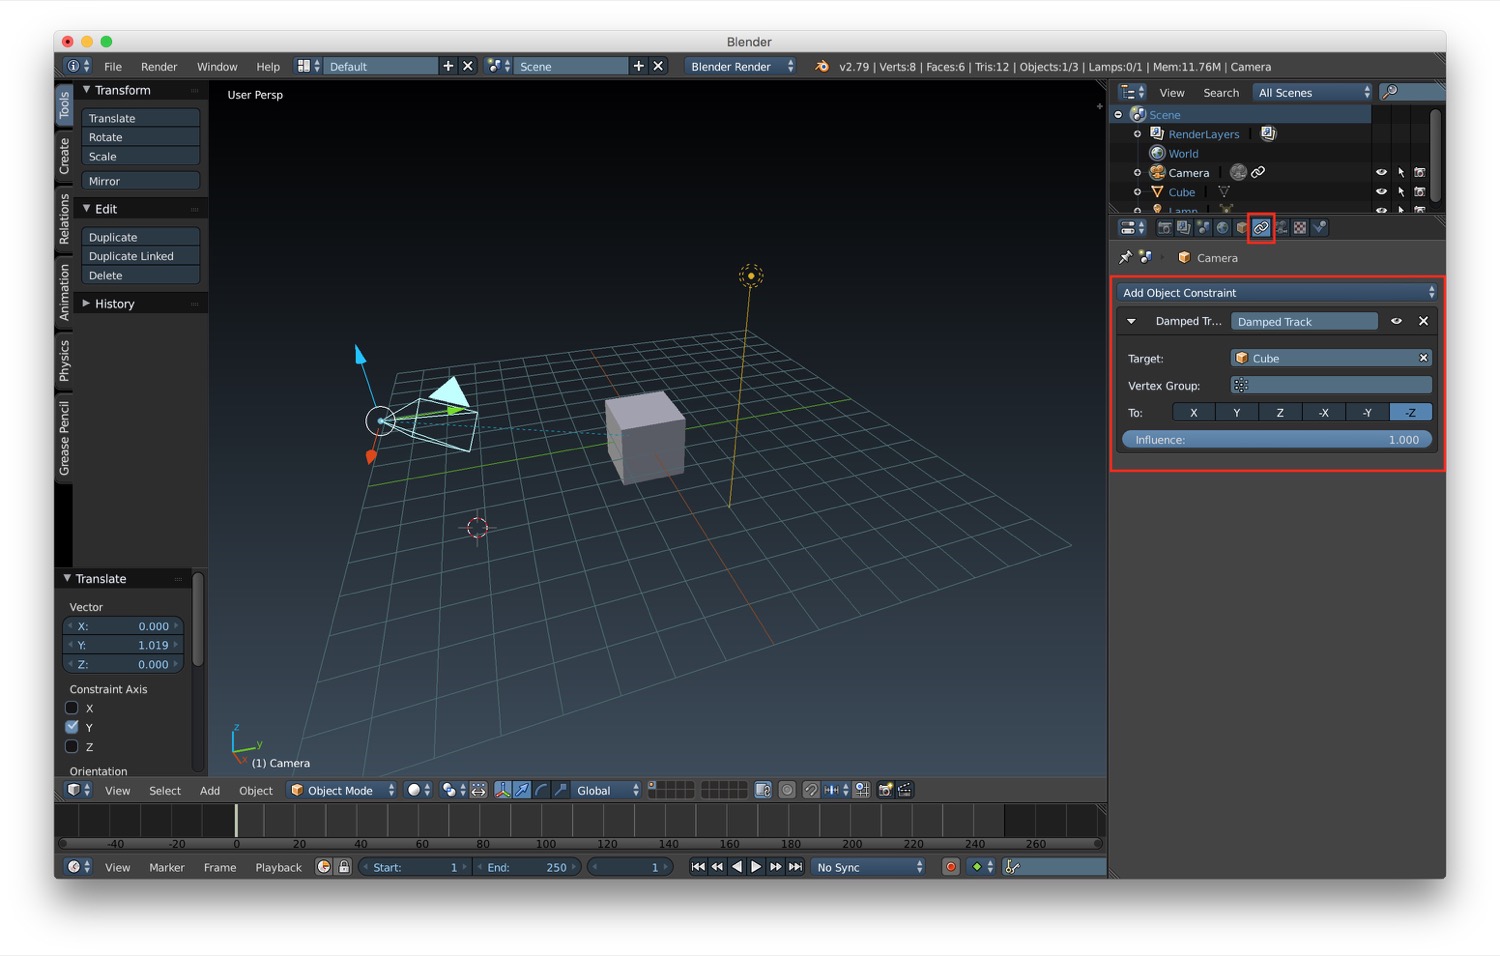 Blender
File Render Window Help Default Scene Blender Render v2.79 | Verts:8 | Faces:6 | Tris:12 | Objects:1/3 | Lamps:0/1 | Mem:11.76M | Camera
Tools
Create
Relations
Animation
Physics
Grease Pencil
Transform
Translate
Rotate
Scale
Mirror
Edit
Duplicate
Duplicate Linked
Delete
History
Translate
Vector
X: 0.000
Y: 1.019
Z: 0.000
Constraint Axis
X
Y
Z
Orientation
User Persp
z
y
x
(1) Camera
View Select Add Object Object Mode Global
-40 -20 0 20 40 60 80 100 120 140 160 180 200 220 240 260
View Marker Frame Playback Start: 1 End: 250 1 No Sync
View Search All Scenes
Scene
RenderLayers |
World
Camera |
Cube |
Lamp
Camera
Add Object Constraint
Damped Tr... Damped Track
Target: Cube
Vertex Group:
To: X Y Z -X -Y -Z
Influence: 1.000